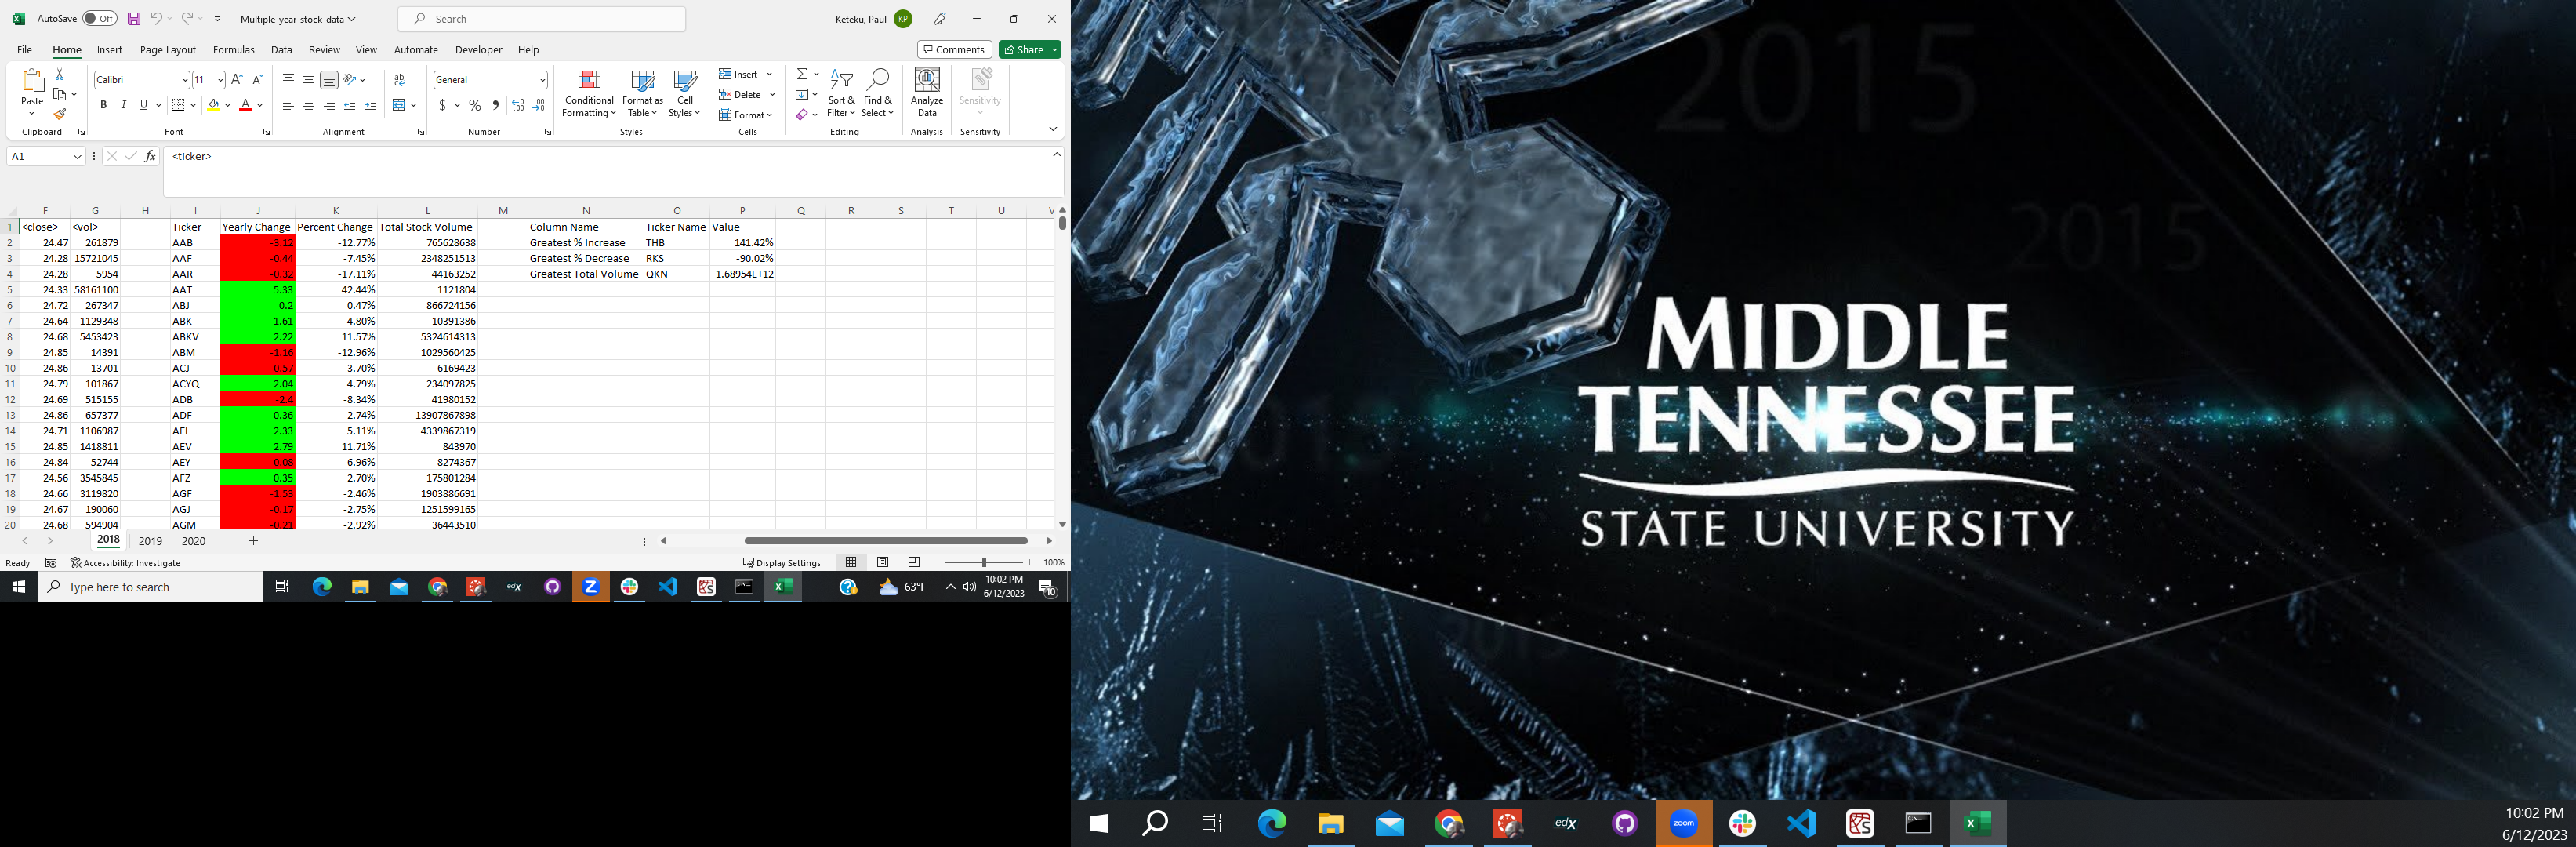 AutoSave Off Multiple_year_stock_data Search Keteku, Paul KP
File Home Insert Page Layout Formulas Data Review View Automate Developer Help Comments Share
Paste Calibri 11 General Conditional Formatting Format as Table Cell Styles Insert Delete Format Sort & Filter Find & Select Analyze Data Sensitivity
Clipboard Font Alignment Number Styles Cells Editing Analysis Sensitivity
A1 <ticker>
F G H I J K L M N O P Q R S T U V
1 <close> <vol> Ticker Yearly Change Percent Change Total Stock Volume Column Name Ticker Name Value
2 24.47 261879 AAB -3.12 -12.77% 765628638 Greatest % Increase THB 141.42%
3 24.28 15721045 AAF -0.44 -7.45% 2348251513 Greatest % Decrease RKS -90.02%
4 24.28 5954 AAR -0.32 -17.11% 44163252 Greatest Total Volume QKN 1.68954E+12
5 24.33 58161100 AAT 5.33 42.44% 1121804
6 24.72 267347 ABJ 0.2 0.47% 866724156
7 24.64 1129348 ABK 1.61 4.80% 10391386
8 24.68 5453423 ABKV 2.22 11.57% 5324614313
9 24.85 14391 ABM -1.16 -12.96% 1029560425
10 24.86 13701 ACJ -0.57 -3.70% 6169423
11 24.79 101867 ACYQ 2.04 4.79% 234097825
12 24.69 515155 ADB -2.4 -8.34% 41980152
13 24.86 657377 ADF 0.36 2.74% 13907867898
14 24.71 1106987 AEL 2.33 5.11% 4339867319
15 24.85 1418811 AEV 2.79 11.71% 843970
16 24.84 52744 AEY -0.08 -6.96% 8274367
17 24.56 3545845 AFZ 0.35 2.70% 175801284
18 24.66 3119820 AGF -1.53 -2.46% 1903886691
19 24.67 190060 AGJ -0.17 -2.75% 1251599165
20 24.68 594904 AGM -0.21 -2.92% 36443510
2018 2019 2020
Ready Accessibility: Investigate Display Settings 100%
Type here to search edX 63°F 10:02 PM
6/12/2023 10
2015
2015
2015
2015
MIDDLE
TENNESSEE
STATE UNIVERSITY
edX zoom 10:02 PM
6/12/2023